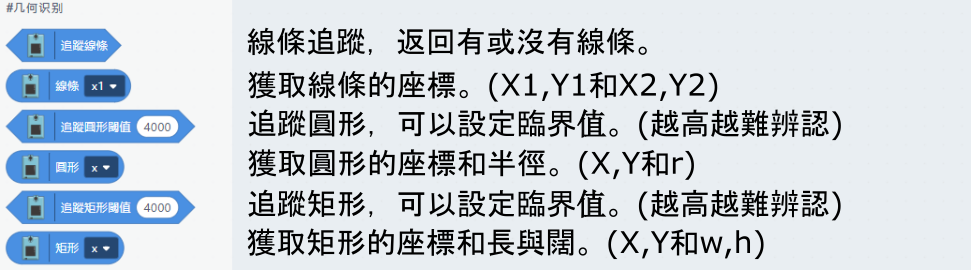 #几何识别
追蹤線條
線條追蹤，返回有或沒有線條。
線條 x1
獲取線條的座標。(X1,Y1和X2,Y2)
追蹤圓形閾值 4000
追蹤圓形，可以設定臨界值。(越高越難辨認)
圓形 x
獲取圓形的座標和半徑。(X,Y和r)
追蹤矩形閾值 4000
追蹤矩形，可以設定臨界值。(越高越難辨認)
矩形 x
獲取矩形的座標和長與闊。(X,Y和w,h)